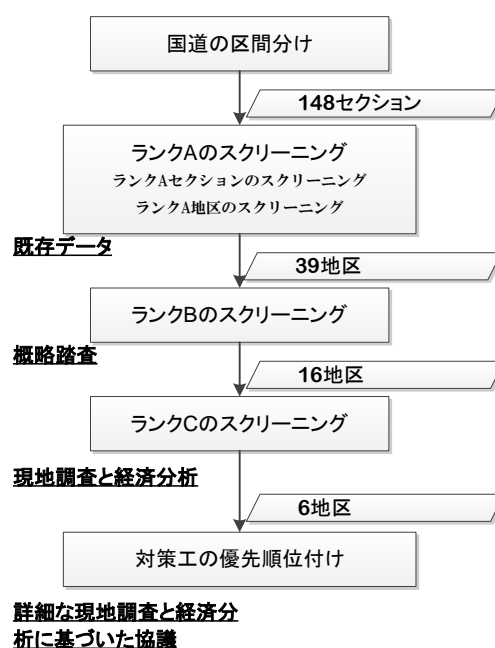 国道の区間分け
148セクション
ランクAのスクリーニング
ランクAセクションのスクリーニング
ランクA地区のスクリーニング
既存データ
39地区
ランクBのスクリーニング
概略踏査
16地区
ランクCのスクリーニング
現地調査と経済分析
6地区
対策工の優先順位付け
詳細な現地調査と経済分
析に基づいた協議